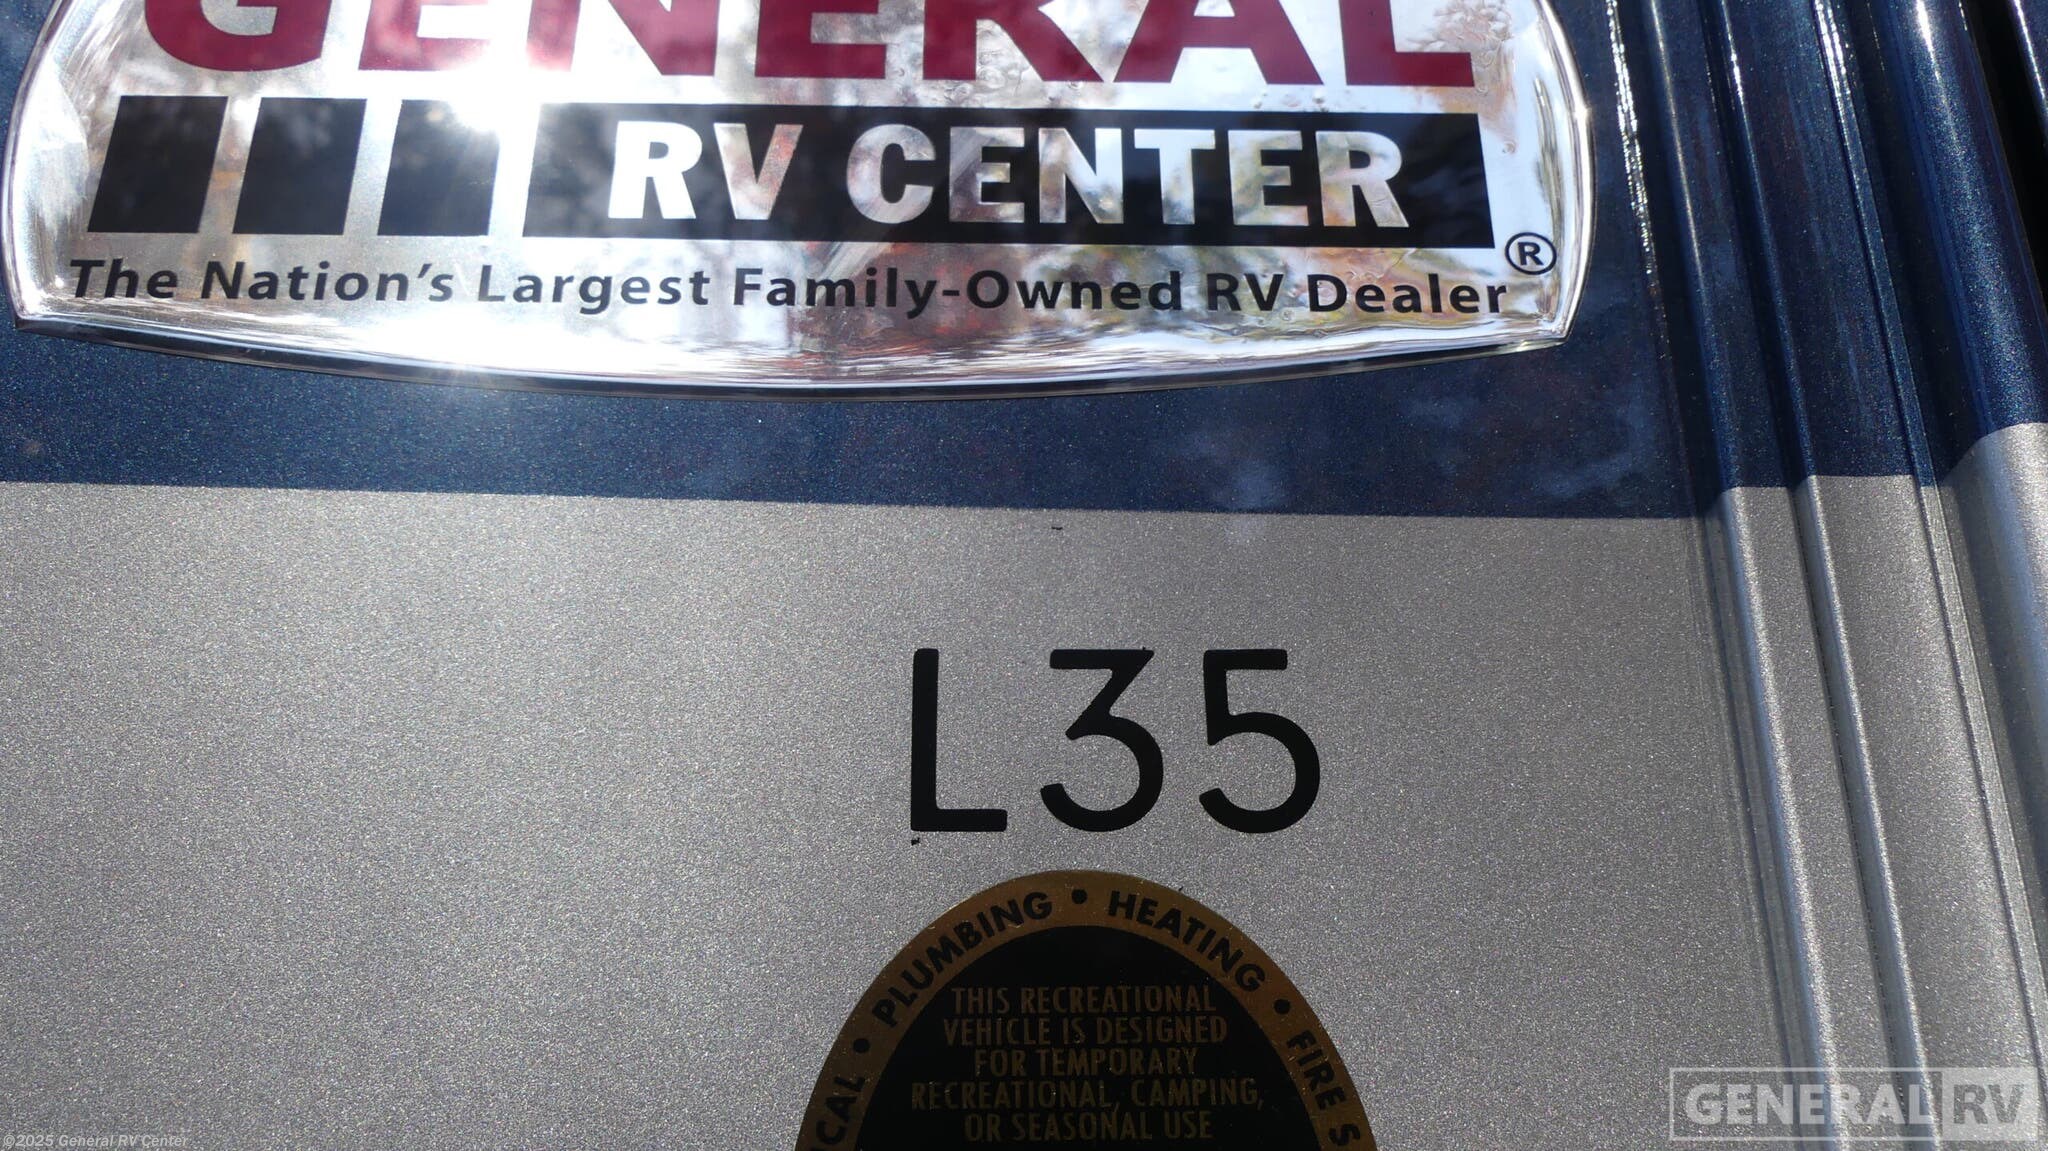 GENERAL
RV CENTER
®
The Nation's Largest Family-Owned RV Dealer
L35
PLUMBING • HEATING • FIRE S
THIS RECREATIONAL
VEHICLE IS DESIGNED
FOR TEMPORARY
RECREATIONAL, CAMPING,
OR SEASONAL USE
GENERAL RV
©2025 General RV Center